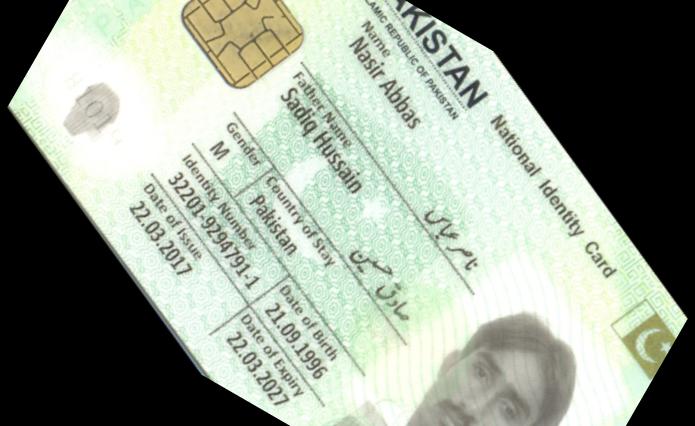 PAKISTAN
National Identity Card
ISLAMIC REPUBLIC OF PAKISTAN
Name
Nasir Abbas
ناصر عباس
Father Name
Sadiq Hussain
صادق حسین
Gender
Country of Stay
M
Pakistan
Identity Number
Date of Birth
32201-9294791-1
21.09.1996
Date of Issue
Date of Expiry
22.03.2017
22.03.2027